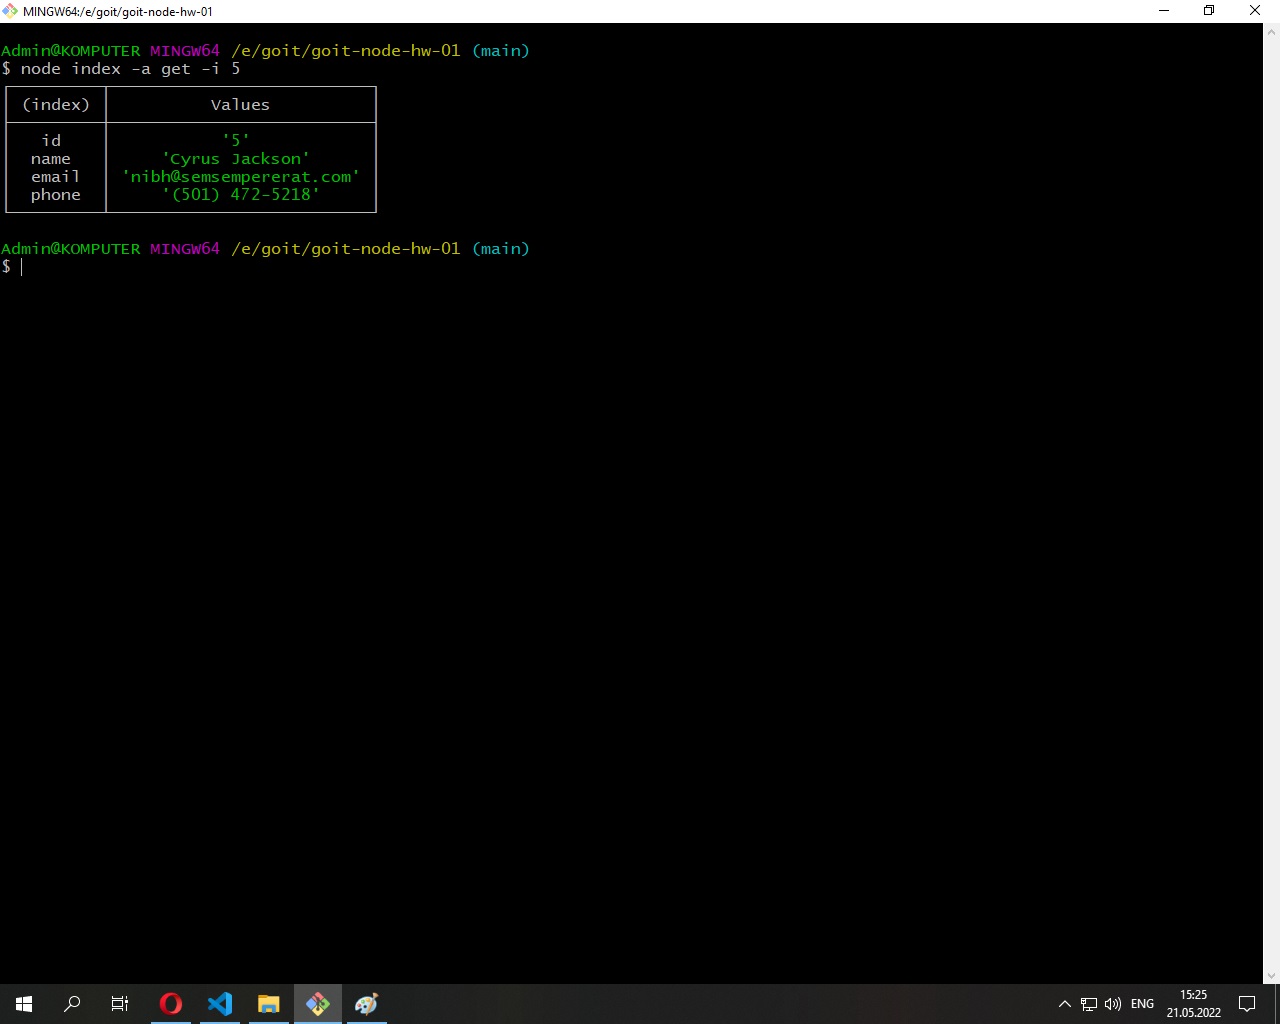 MINGW64:/e/goit/goit-node-hw-01
Admin@KOMPUTER MINGW64 /e/goit/goit-node-hw-01 (main)
$ node index -a get -i 5
(index) Values
id '5'
name 'Cyrus Jackson'
email 'nibh@semsempererat.com'
phone '(501) 472-5218'
Admin@KOMPUTER MINGW64 /e/goit/goit-node-hw-01 (main)
$
ENG
15:25
21.05.2022